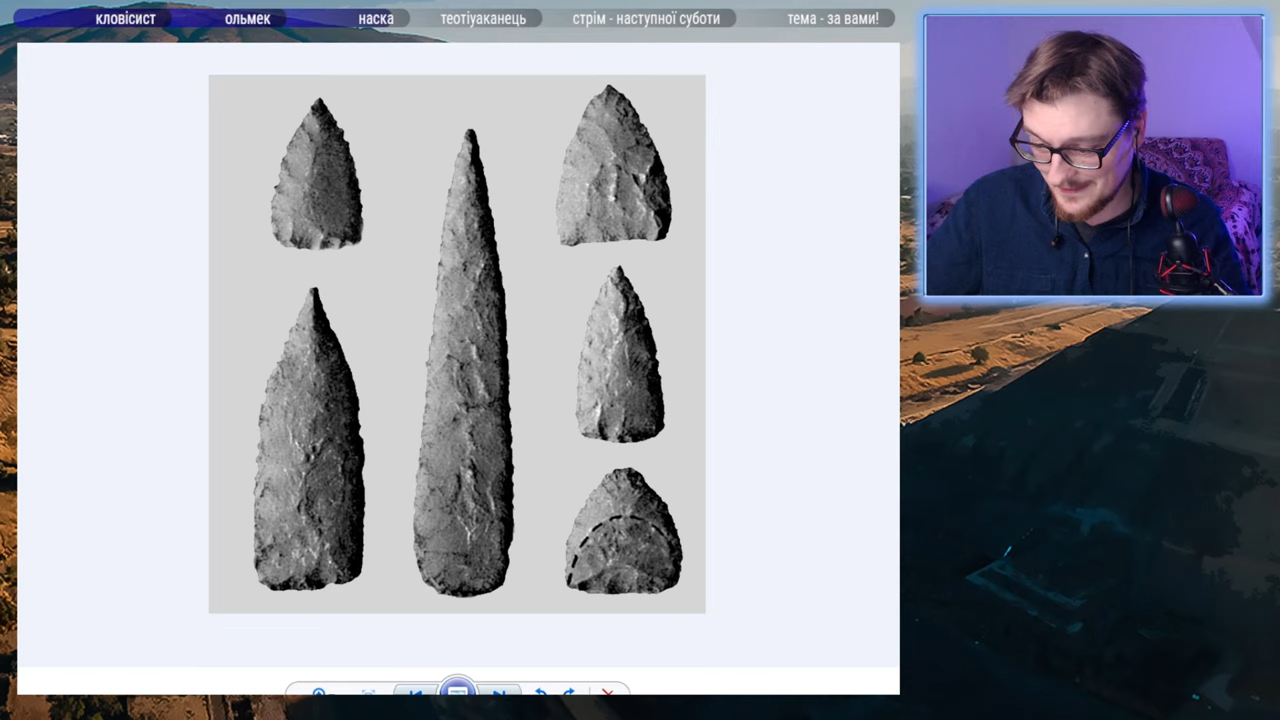 кловісист
ольмек
наска
теотіуаканець
стрім - наступної суботи
тема - за вами!